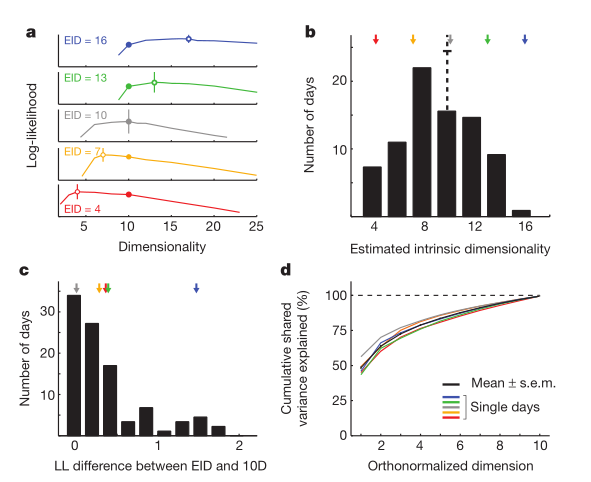 a
EID = 16
EID = 13
EID = 10
EID = 7
EID = 4
Log-likelihood
5 10 15 20 25
Dimensionality
b
Number of days
20
10
4 8 12 16
Estimated intrinsic dimensionality
c
Number of days
30
20
10
0 1 2
LL difference between EID and 10D
d
Cumulative shared
variance explained (%)
100
75
50
25
0
Mean ± s.e.m.
Single days
2 4 6 8 10
Orthonormalized dimension